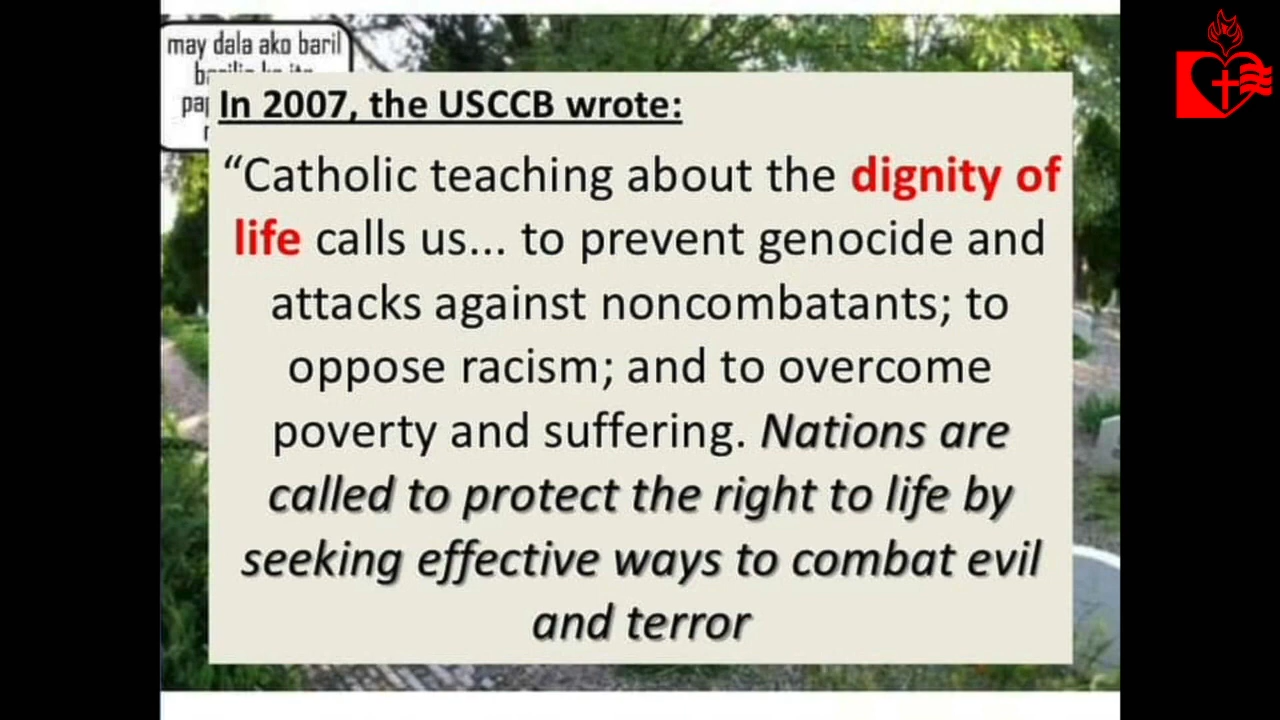 may dala ako baril
In 2007, the USCCB wrote:
“Catholic teaching about the dignity of
life calls us... to prevent genocide and
attacks against noncombatants; to
oppose racism; and to overcome
poverty and suffering. Nations are
called to protect the right to life by
seeking effective ways to combat evil
and terror